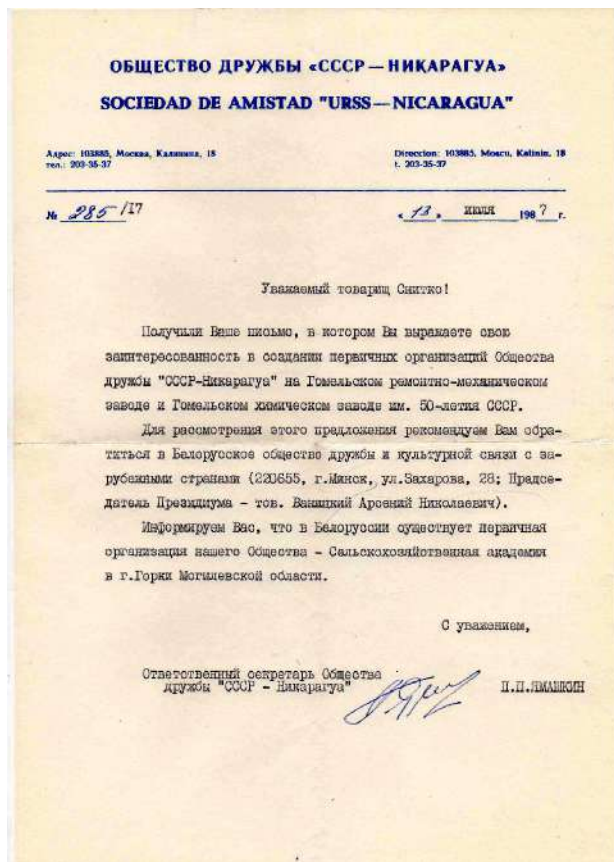 ОБЩЕСТВО ДРУЖБЫ «СССР—НИКАРАГУА»
SOCIEDAD DE AMISTAD "URSS—NICARAGUA"
Адрес: 103885, Москва, Калинина, 18
тел.: 203-35-37
Direccion: 103885, Moscu, Kalinin, 18
t. 203-35-37
№ 285/17
«13» июля 1987 г.
Уважаемый товарищ Снитко!
Получили Ваше письмо, в котором Вы выражаете свою
заинтересованность в создании первичных организаций Общества
дружбы "СССР-Никарагуа" на Гомельском ремонтно-механическом
заводе и Гомельском химическом заводе им. 50-летия СССР.
Для рассмотрения этого предложения рекомендуем Вам обра-
титься в Белорусское общество дружбы и культурной связи с за-
рубежными странами (220655, г.Минск, ул.Захарова, 28; Предсе-
датель Президиума - тов. Ваницкий Арсений Николаевич).
Информируем Вас, что в Белоруссии существует первичная
организация нашего Общества - Сельскохозяйственная академия
в г.Горки Могилевской области.
С уважением,
Ответственный секретарь Общества
дружбы "СССР - Никарагуа"
П.П.ЯМАШКИН